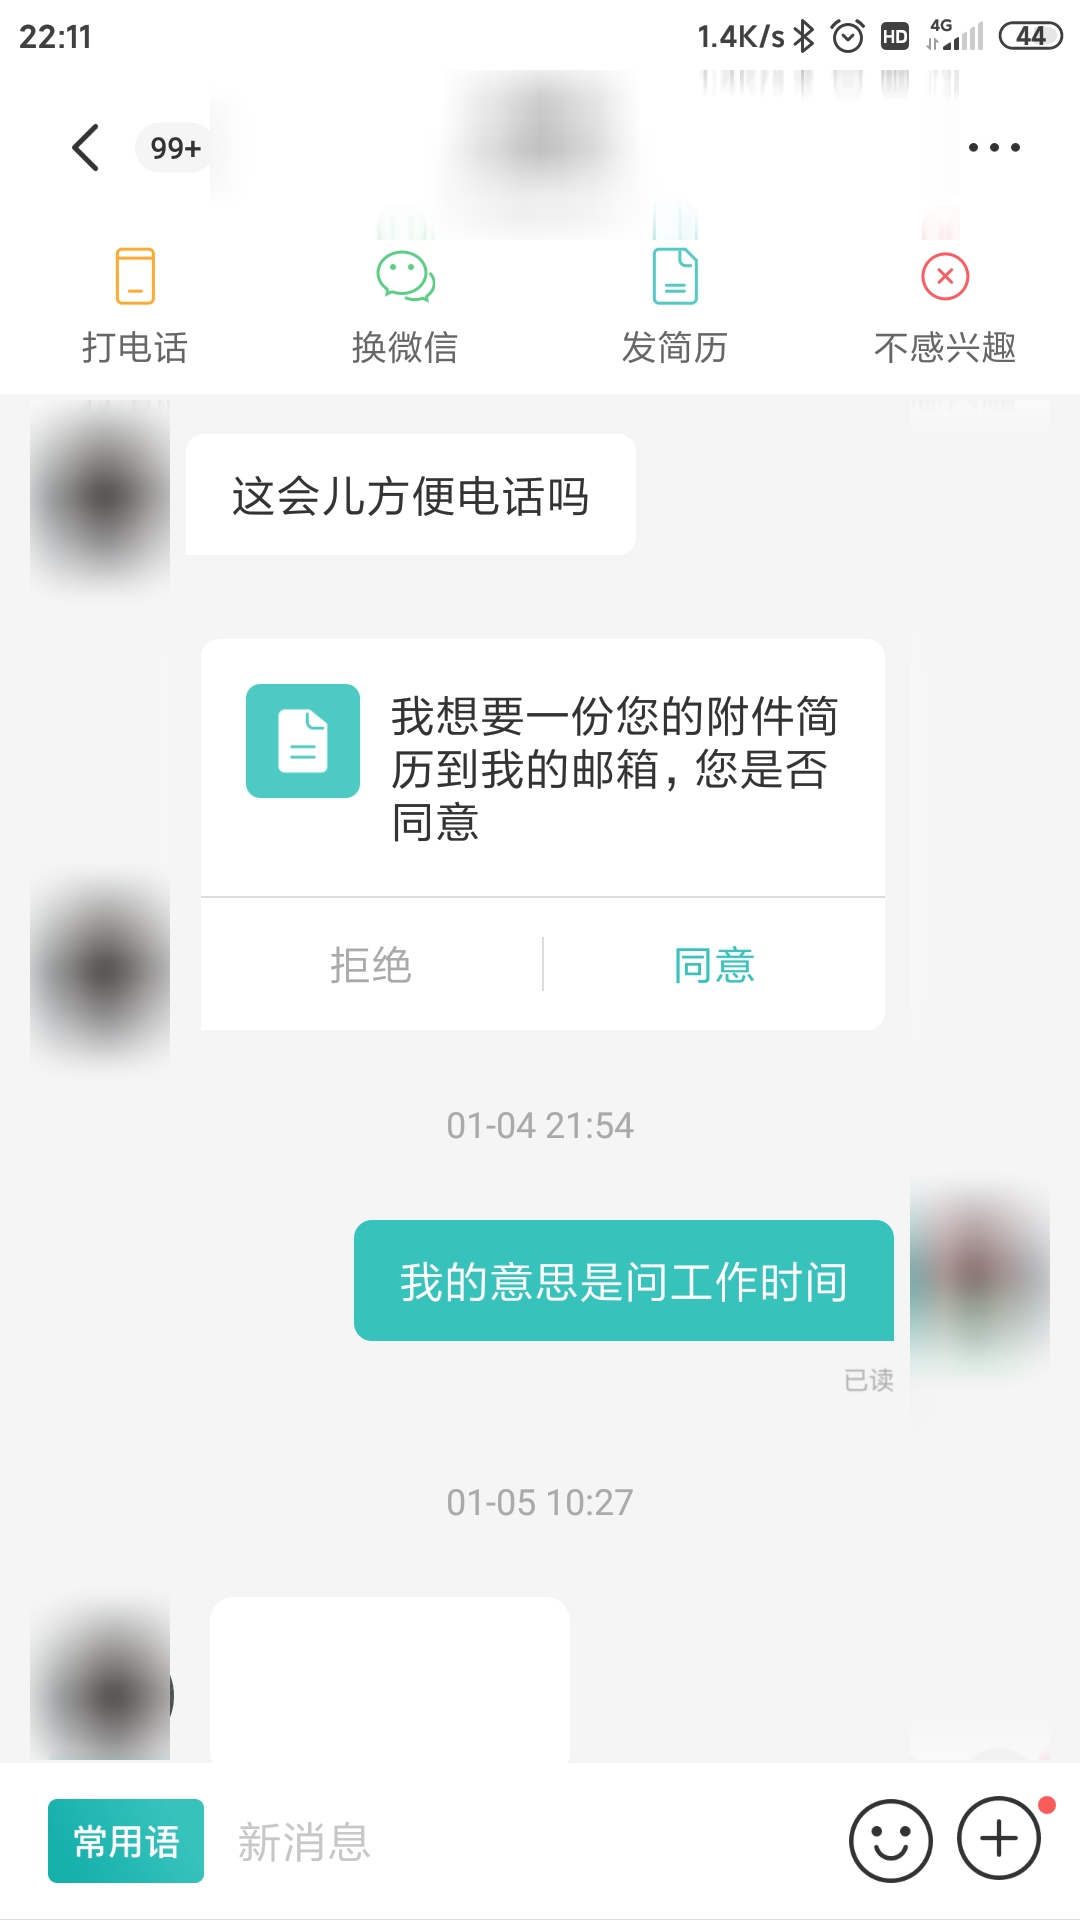 22:11
1.4K/s
HD
4G
44
99+
打电话
换微信
发简历
不感兴趣
这会儿方便电话吗
我想要一份您的附件简
历到我的邮箱，您是否
同意
拒绝
同意
01-04 21:54
我的意思是问工作时间
已读
01-05 10:27
常用语
新消息